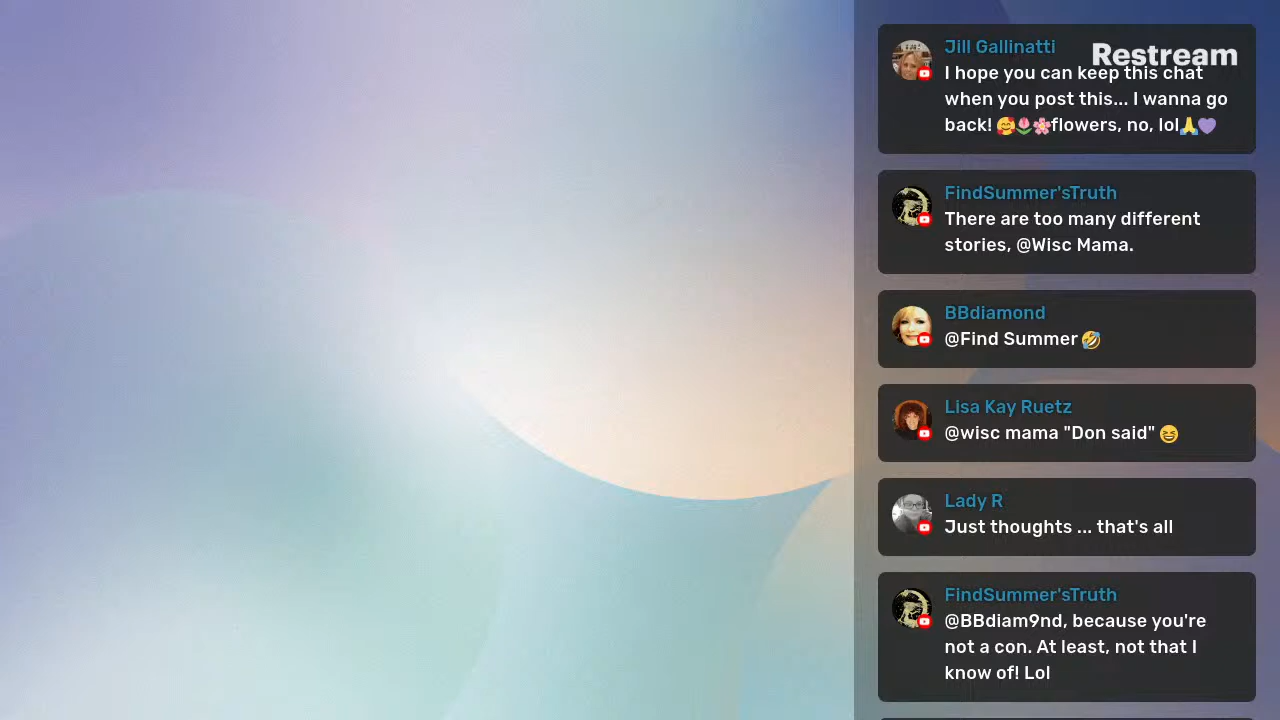 Restream
Jill Gallinatti
I hope you can keep this chat
when you post this... I wanna go
back! 🥰🌷🌸flowers, no, lol🙏💜
FindSummer'sTruth
There are too many different
stories, @Wisc Mama.
BBdiamond
@Find Summer 🤣
Lisa Kay Ruetz
@wisc mama "Don said" 😆
Lady R
Just thoughts ... that's all
FindSummer'sTruth
@BBdiam9nd, because you're
not a con. At least, not that I
know of! Lol